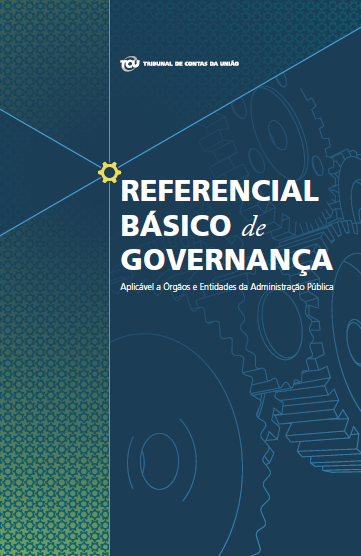 TCU TRIBUNAL DE CONTAS DA UNIÃO
REFERENCIAL
BÁSICO de
GOVERNANÇA
Aplicável a Órgãos e Entidades da Administração Pública